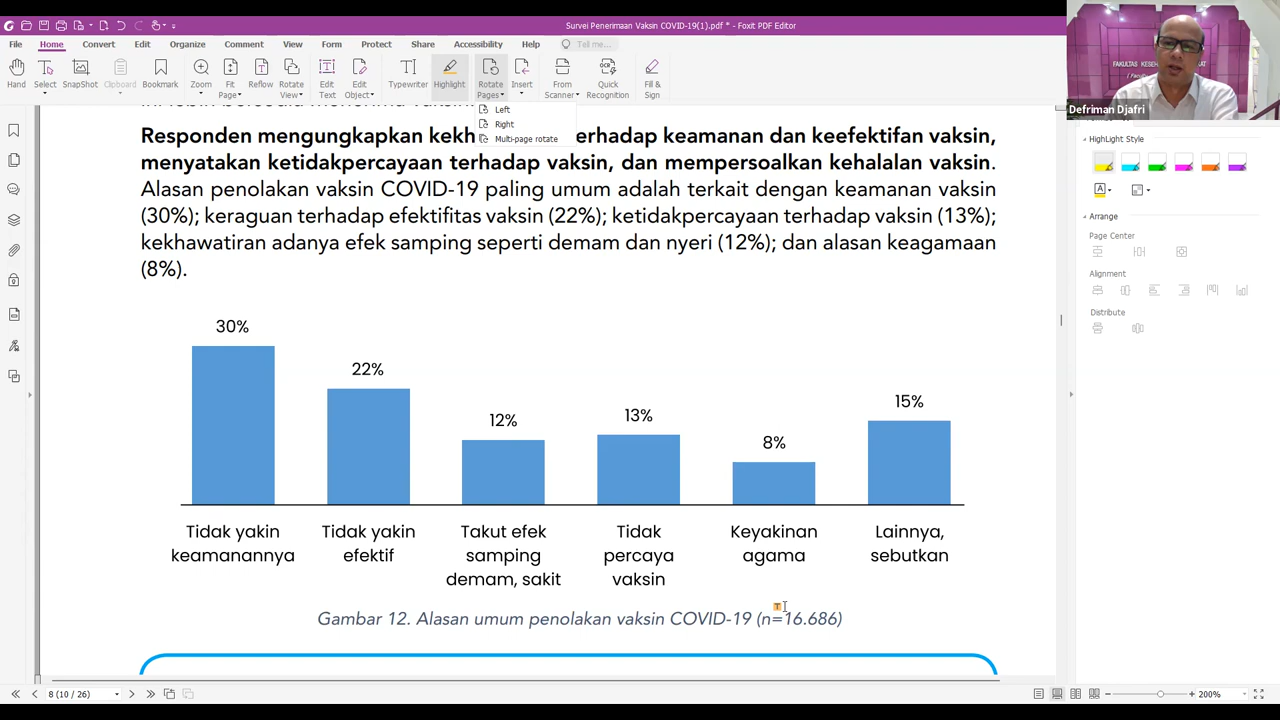 Survei Penerimaan Vaksin COVID-19(1).pdf * - Foxit PDF Editor
File Home Convert Edit Organize Comment View Form Protect Share Accessibility Help Tell me...
Hand Select SnapShot Clipboard Bookmark Zoom Fit Page Reflow Rotate View Edit Text Edit Object Typewriter Highlight Rotate Pages Insert From Scanner Quick Recognition Fill & Sign
Left
Right
Multi-page rotate
FAKULTAS KESEHATAN
Defriman Djafri
HighLight Style
Arrange
Page Center
Alignment
Distribute
Responden mengungkapkan kekh erhadap keamanan dan keefektifan vaksin,
menyatakan ketidakpercayaan terhadap vaksin, dan mempersoalkan kehalalan vaksin.
Alasan penolakan vaksin COVID-19 paling umum adalah terkait dengan keamanan vaksin
(30%); keraguan terhadap efektifitas vaksin (22%); ketidakpercayaan terhadap vaksin (13%);
kekhawatiran adanya efek samping seperti demam dan nyeri (12%); dan alasan keagamaan
(8%).
30%
22%
12%
13%
8%
15%
Tidak yakin
keamanannya
Tidak yakin
efektif
Takut efek
samping
demam, sakit
Tidak
percaya
vaksin
Keyakinan
agama
Lainnya,
sebutkan
Gambar 12. Alasan umum penolakan vaksin COVID-19 (n=16.686)
8 (10 / 26)
200%